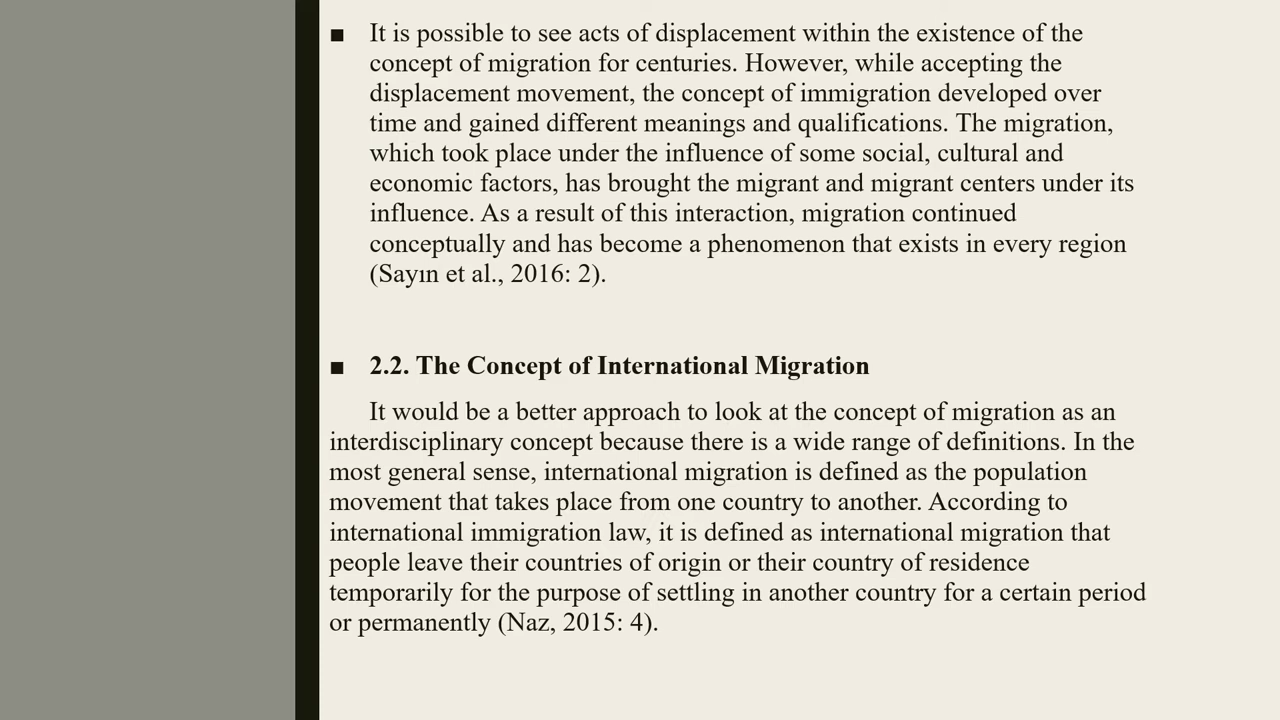 ■ It is possible to see acts of displacement within the existence of the
concept of migration for centuries. However, while accepting the
displacement movement, the concept of immigration developed over
time and gained different meanings and qualifications. The migration,
which took place under the influence of some social, cultural and
economic factors, has brought the migrant and migrant centers under its
influence. As a result of this interaction, migration continued
conceptually and has become a phenomenon that exists in every region
(Sayın et al., 2016: 2).
■ 2.2. The Concept of International Migration
It would be a better approach to look at the concept of migration as an
interdisciplinary concept because there is a wide range of definitions. In the
most general sense, international migration is defined as the population
movement that takes place from one country to another. According to
international immigration law, it is defined as international migration that
people leave their countries of origin or their country of residence
temporarily for the purpose of settling in another country for a certain period
or permanently (Naz, 2015: 4).